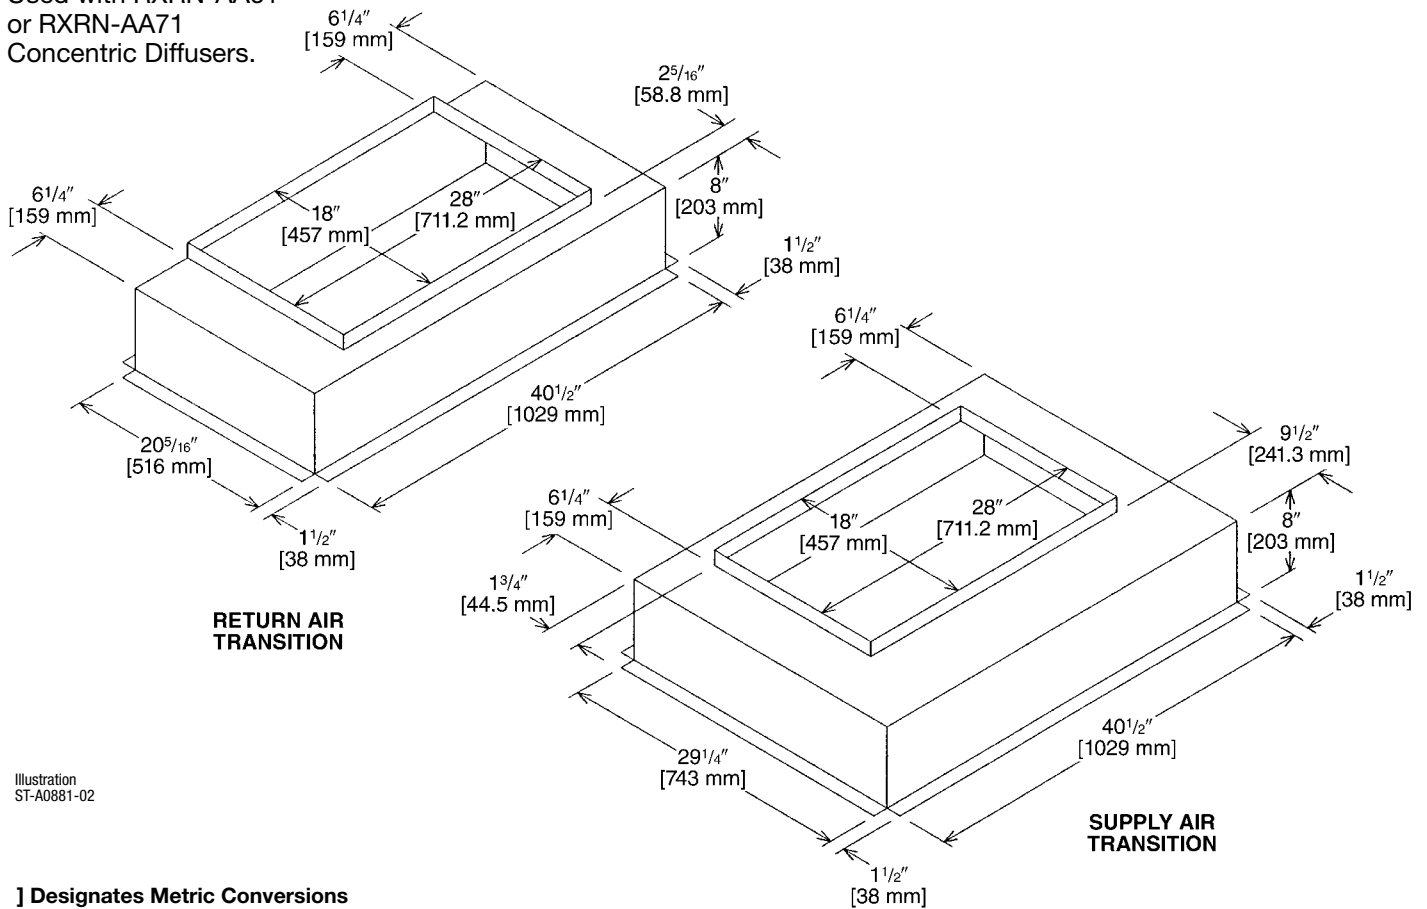 or RXRN-AA71
Concentric Diffusers.
6 1/4″
[159 mm]
2 5/16″
[58.8 mm]
6 1/4″
[159 mm]
18″
[457 mm]
28″
[711.2 mm]
8″
[203 mm]
1 1/2″
[38 mm]
40 1/2″
[1029 mm]
20 5/16″
[516 mm]
1 1/2″
[38 mm]
RETURN AIR
TRANSITION
6 1/4″
[159 mm]
9 1/2″
[241.3 mm]
6 1/4″
[159 mm]
18″
[457 mm]
28″
[711.2 mm]
8″
[203 mm]
1 3/4″
[44.5 mm]
1 1/2″
[38 mm]
40 1/2″
[1029 mm]
29 1/4″
[743 mm]
1 1/2″
[38 mm]
SUPPLY AIR
TRANSITION
Illustration
ST-A0881-02
] Designates Metric Conversions